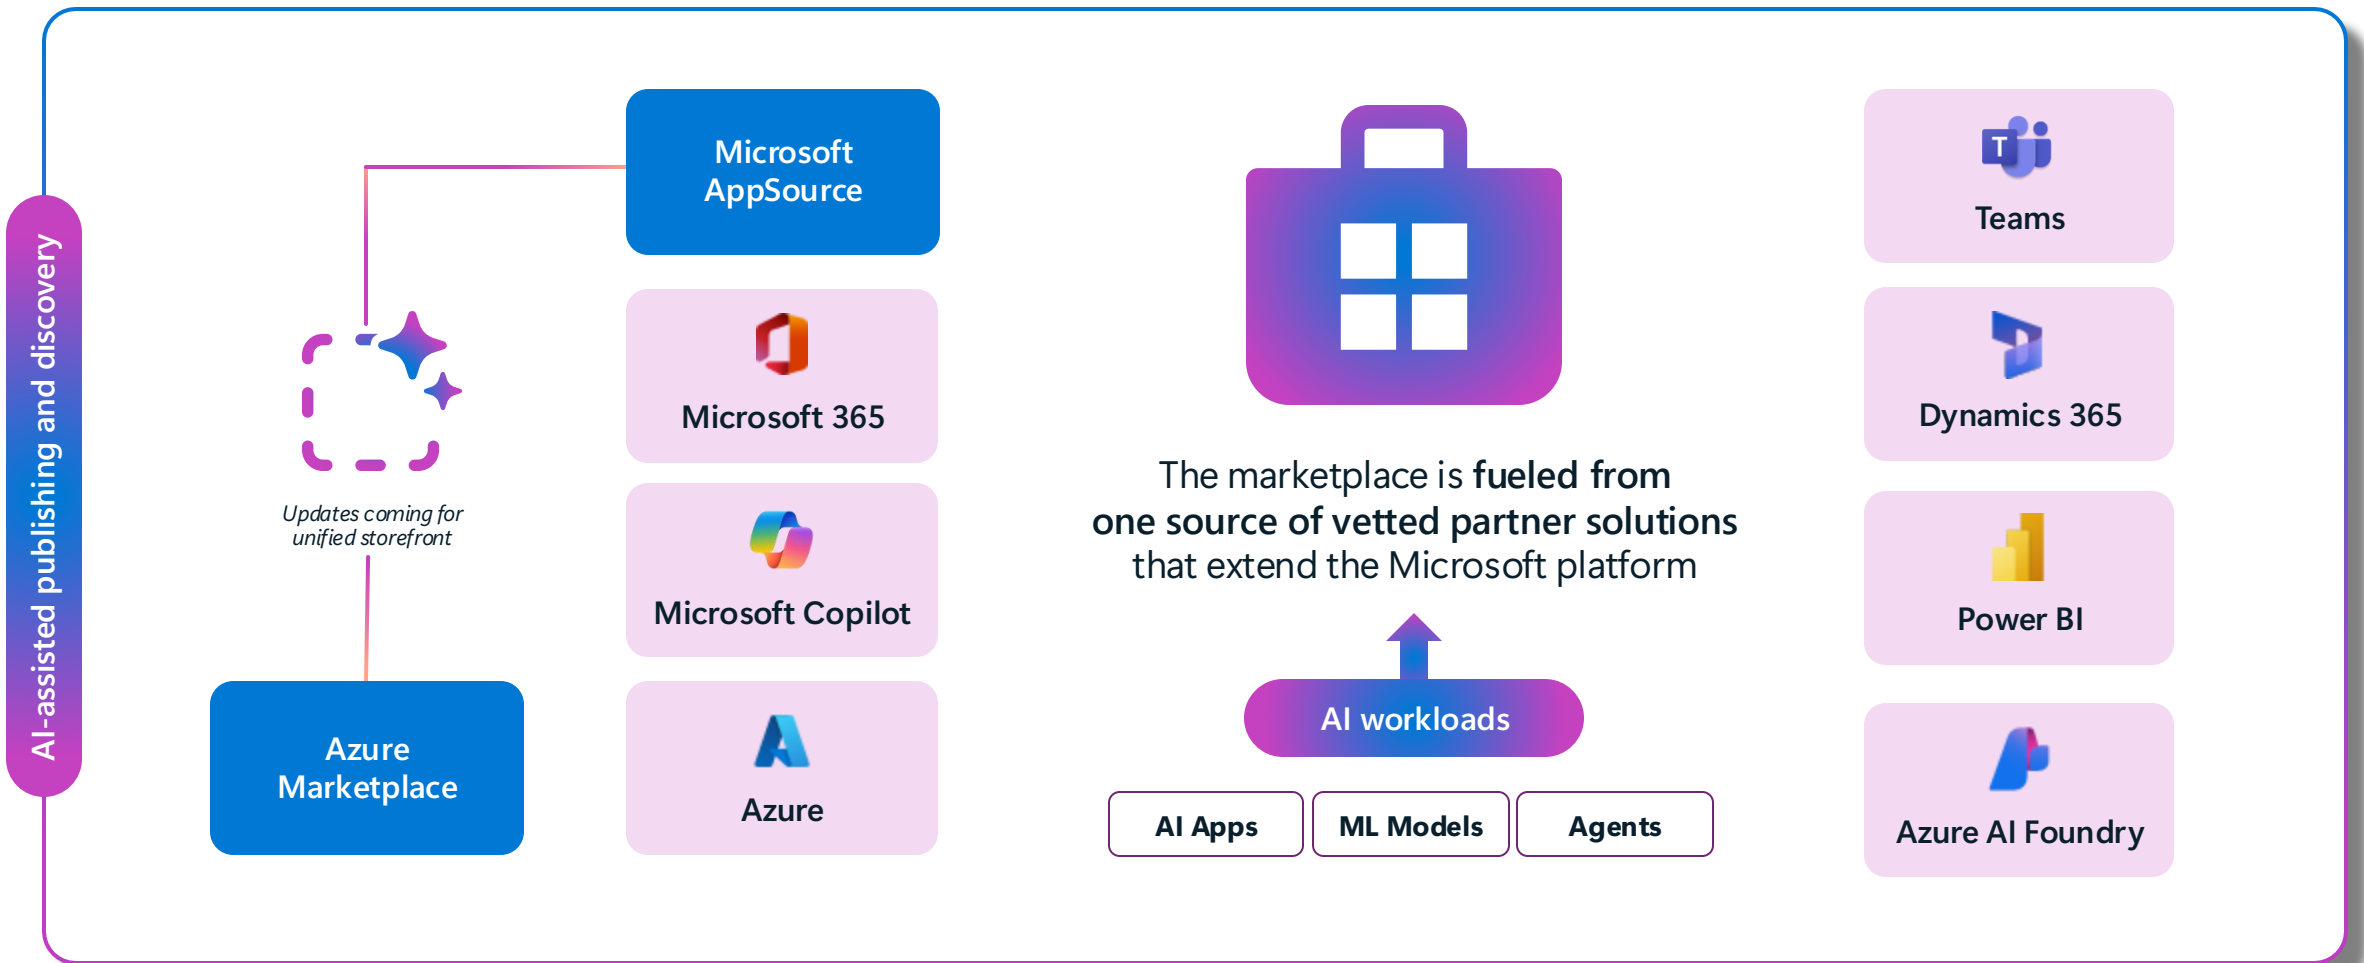 AI-assisted publishing and discovery
Microsoft
AppSource
Updates coming for
unified storefront
Azure
Marketplace
Microsoft 365
Microsoft Copilot
Azure
The marketplace is fueled from
one source of vetted partner solutions
that extend the Microsoft platform
AI workloads
AI Apps
ML Models
Agents
T
Teams
Dynamics 365
Power BI
Azure AI Foundry